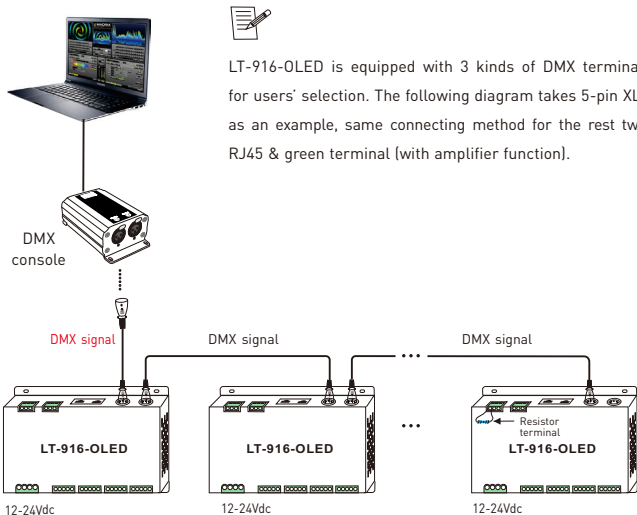 LT-916-OLED is equipped with 3 kinds of DMX termina
for users' selection. The following diagram takes 5-pin XL
as an example, same connecting method for the rest tw
RJ45 & green terminal (with amplifier function).
DMX
console
DMX signal
DMX signal
DMX signal
Resistor
terminal
LT-916-OLED
LT-916-OLED
LT-916-OLED
12-24Vdc
12-24Vdc
12-24Vdc